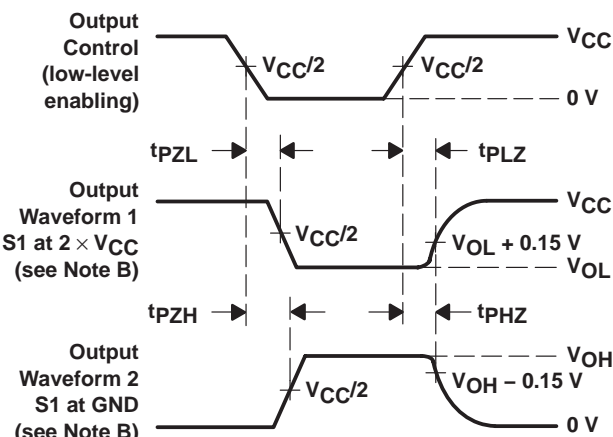 Output
Control
(low-level
enabling)
VCC/2
VCC/2
VCC
0 V
tPZL
tPLZ
Output
Waveform 1
S1 at 2 × VCC
(see Note B)
VCC/2
VCC
VOL + 0.15 V
VOL
tPZH
tPHZ
Output
Waveform 2
S1 at GND
(see Note B)
VCC/2
VOH
VOH − 0.15 V
0 V